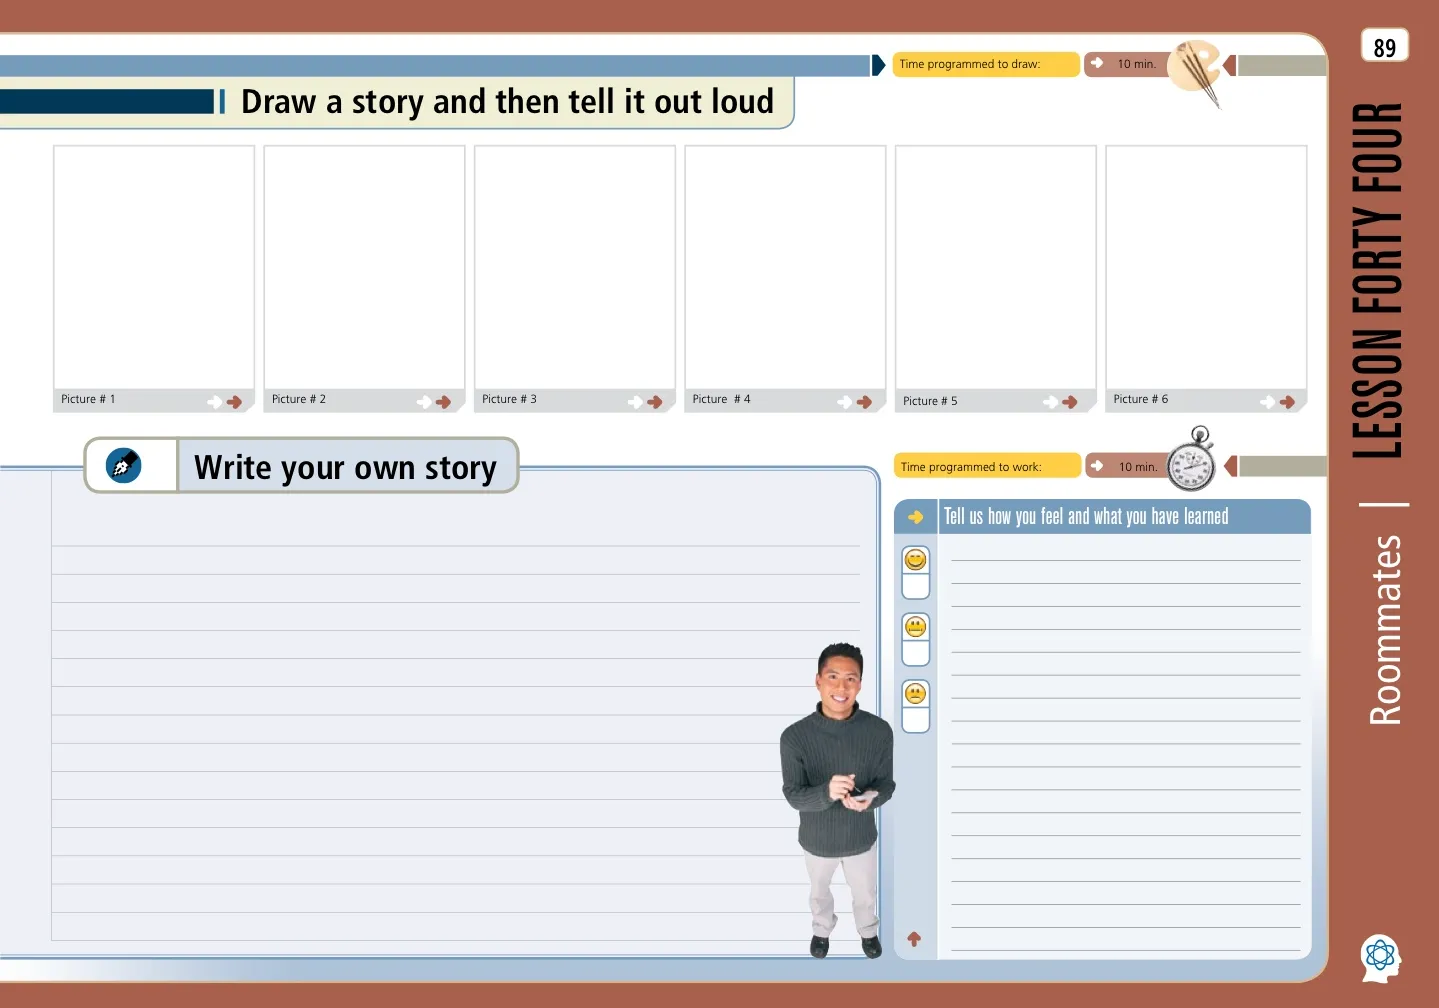 Time programmed to draw:
10 min.
Draw a story and then tell it out loud
Picture # 1
Picture # 2
Picture # 3
Picture # 4
Picture # 5
Picture # 6
Write your own story
Time programmed to work:
10 min.
Tell us how you feel and what you have learned
89
LESSON FORTY FOUR
Roommates